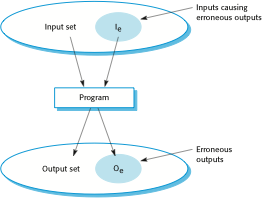 Inputs causing
erroneous outputs
Input set
Ie
Program
Erroneous
outputs
Output set
Oe